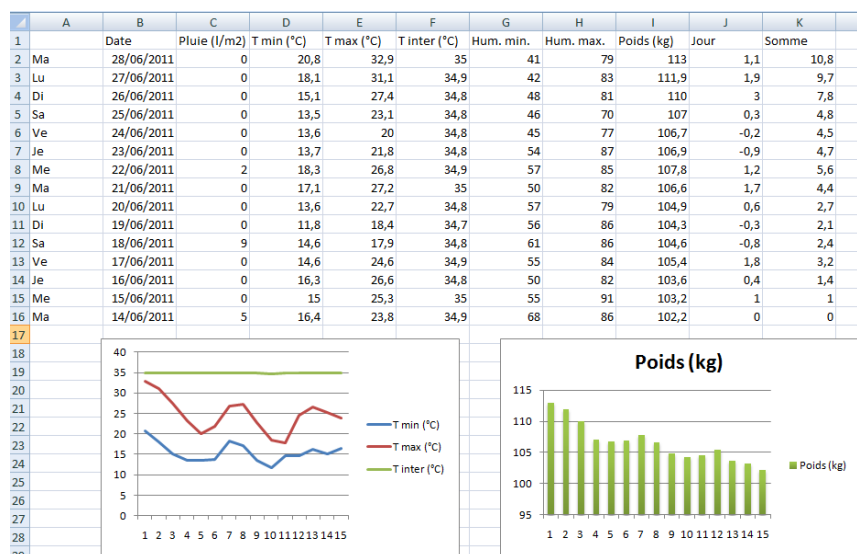 A B C D E F G H I J K
1 Date Pluie (l/m2) T min (°C) T max (°C) T inter (°C) Hum. min. Hum. max. Poids (kg) Jour Somme
2 Ma 28/06/2011 0 20,8 32,9 35 41 79 113 1,1 10,8
3 Lu 27/06/2011 0 18,1 31,1 34,9 42 83 111,9 1,9 9,7
4 Di 26/06/2011 0 15,1 27,4 34,8 48 81 110 3 7,8
5 Sa 25/06/2011 0 13,5 23,1 34,8 46 70 107 0,3 4,8
6 Ve 24/06/2011 0 13,6 20 34,8 45 77 106,7 -0,2 4,5
7 Je 23/06/2011 0 13,7 21,8 34,8 54 87 106,9 -0,9 4,7
8 Me 22/06/2011 2 18,3 26,8 34,9 57 85 107,8 1,2 5,6
9 Ma 21/06/2011 0 17,1 27,2 35 50 82 106,6 1,7 4,4
10 Lu 20/06/2011 0 13,6 22,7 34,8 57 79 104,9 0,6 2,7
11 Di 19/06/2011 0 11,8 18,4 34,7 56 86 104,3 -0,3 2,1
12 Sa 18/06/2011 9 14,6 17,9 34,8 61 86 104,6 -0,8 2,4
13 Ve 17/06/2011 0 14,6 24,6 34,9 55 84 105,4 1,8 3,2
14 Je 16/06/2011 0 16,3 26,6 34,8 50 82 103,6 0,4 1,4
15 Me 15/06/2011 0 15 25,3 35 55 91 103,2 1 1
16 Ma 14/06/2011 5 16,4 23,8 34,9 68 86 102,2 0 0
17
18
19
20
21
22
23
24
25
26
27
28
40
35
30
25
20
15
10
5
0
1 2 3 4 5 6 7 8 9 10 11 12 13 14 15
T min (°C)
T max (°C)
T inter (°C)
Poids (kg)
115
110
105
100
95
1 2 3 4 5 6 7 8 9 10 11 12 13 14 15
Poids (kg)